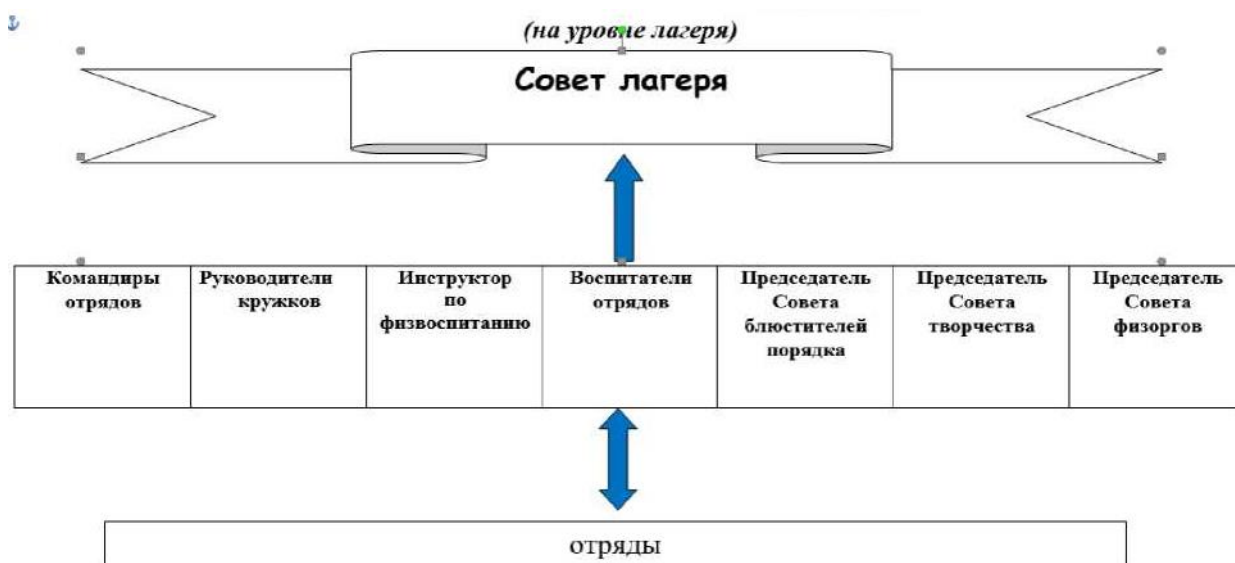 (на уровне лагеря)
Совет лагеря
Командиры
отрядов
Руководители
кружков
Инструктор
по
физвоспитанию
Воспитатели
отрядов
Председатель
Совета
блюстителей
порядка
Председатель
Совета
творчества
Председатель
Совета
физоргов
отряды